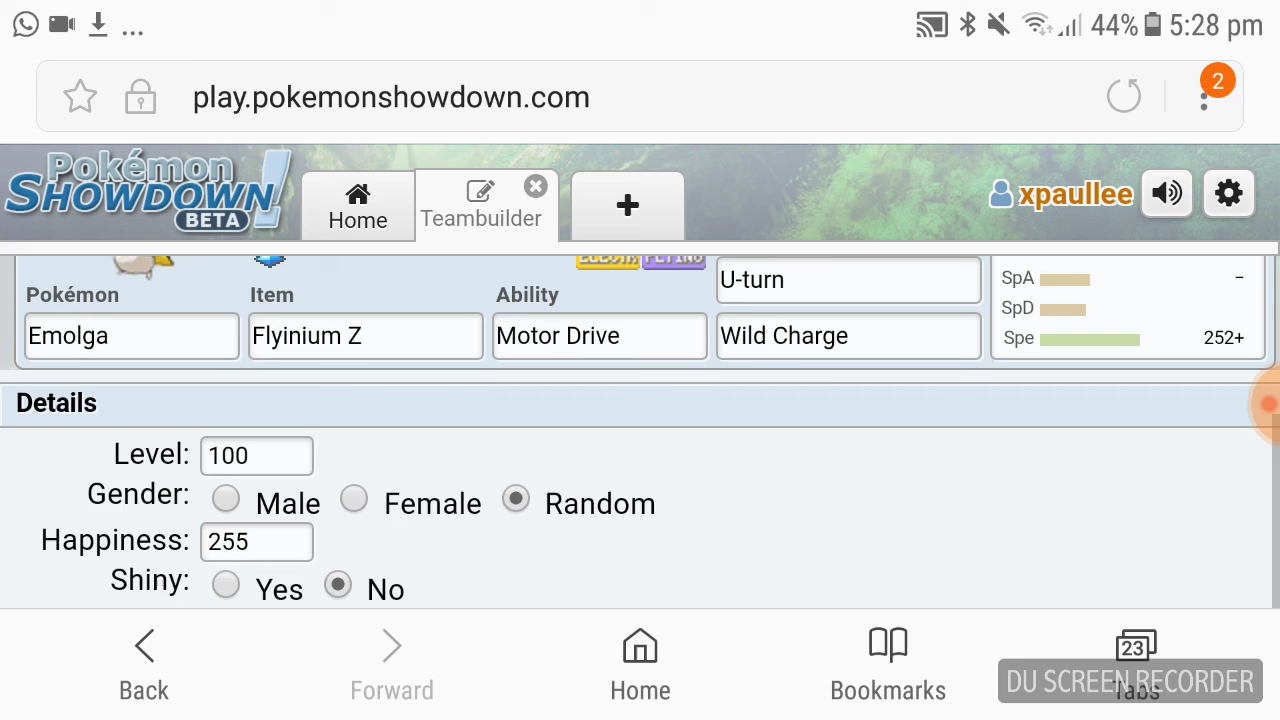 ... 44% 5:28 pm
play.pokemonshowdown.com 2
Pokémon
SHOWDOWN!
BETA
Home
Teambuilder
+
xpaullee
ELECTR FLYING
U-turn
SpA –
SpD
Pokémon Item Ability
Emolga Flyinium Z Motor Drive Wild Charge
Spe 252+
Details
Level: 100
Gender: Male Female Random
Happiness: 255
Shiny: Yes No
23
Back Forward Home Bookmarks Tabs
DU SCREEN RECORDER